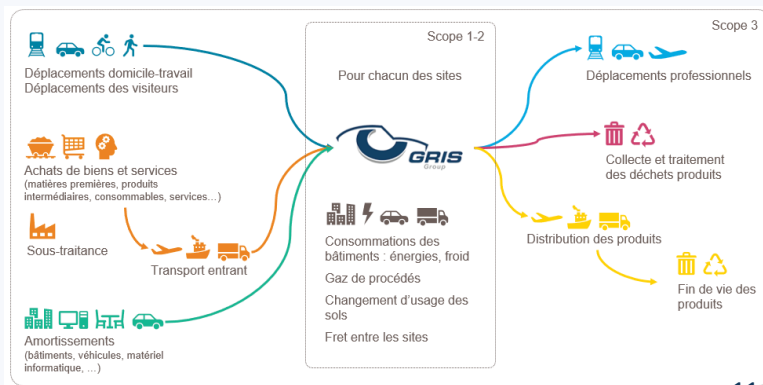 Scope 1-2
Scope 3
Déplacements domicile-travail
Déplacements des visiteurs
Pour chacun des sites
Déplacements professionnels
GRIS
Group
Achats de biens et services
(matières premières, produits
intermédiaires, consommables, services...)
Sous-traitance
Transport entrant
Amortissements
(bâtiments, véhicules, matériel
informatique, ...)
Consommations des
bâtiments : énergies, froid
Gaz de procédés
Changement d'usage des
sols
Fret entre les sites
Collecte et traitement
des déchets produits
Distribution des produits
Fin de vie des
produits